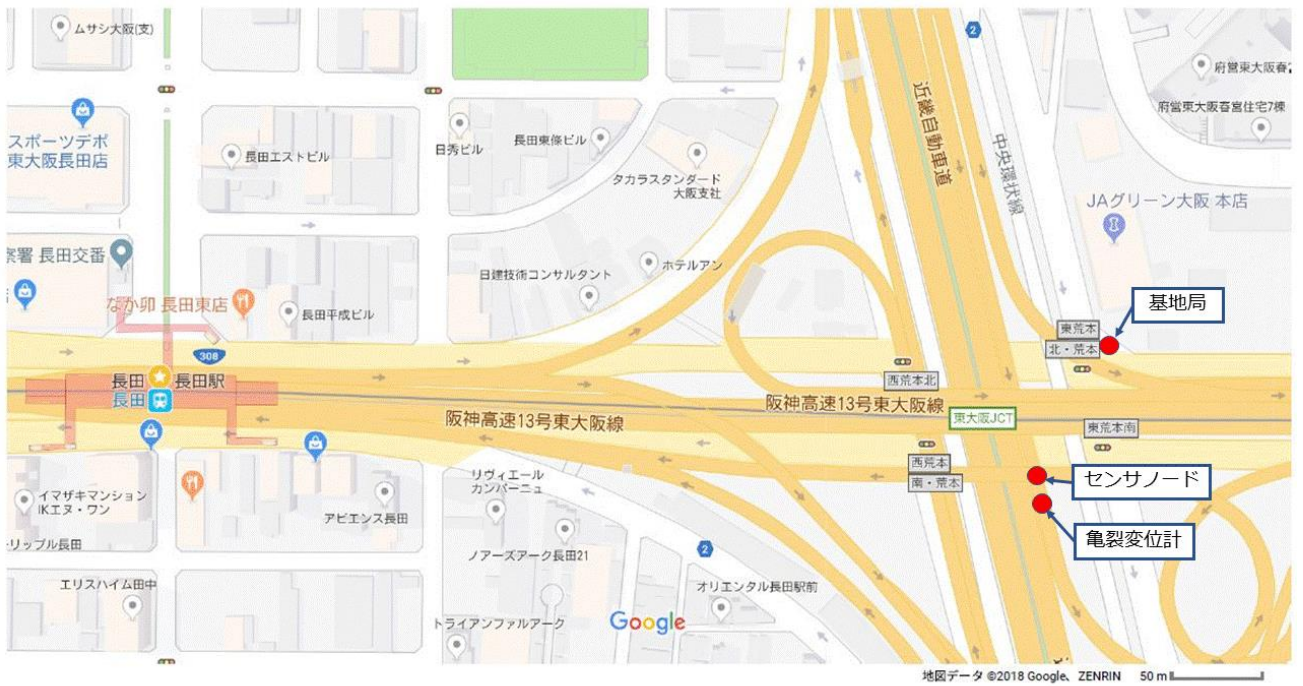 ムサシ大阪(支)
2
府営東大阪春
府営東大阪春宮住宅7棟
近畿自動車道
中央環状線
スポーツデポ
東大阪長田店
長田エストビル
日秀ビル
長田東條ビル
タカラスタンダード
大阪支社
JAグリーン大阪 本店
察署 長田交番
日建技術コンサルタント
ホテルアン
なか卯 長田東店
長田平成ビル
基地局
東荒本
北・荒本
308
長田
長田駅
長田
西荒本北
阪神高速13号東大阪線
阪神高速13号東大阪線
東大阪JCT
東荒本南
西荒本
南・荒本
センサノード
リヴィエール
カンパーニュ
イマザキマンション
IKエヌ・ワン
アビエンス長田
亀裂変位計
リップル長田
ノアーズアーク長田21
2
エリスハイム田中
オリエンタル長田駅前
トライアンファルアーク
Google
地図データ ©2018 Google、ZENRIN 50 m